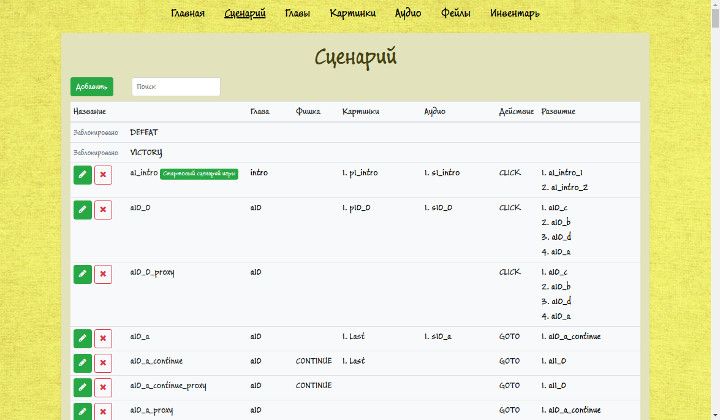 Главная Сценарий Главы Картинки Аудио Фейлы Инвентарь
Сценарий
Добавить Поиск
Название Глава Фишка Картинки Аудио Действие Развитие
Заблокировано DEFEAT
Заблокировано VICTORY
a1_intro Стартовый сценарий игры intro 1. p1_intro 1. s1_intro CLICK 1. a1_intro_1
2. a1_intro_2
a10_0 a10 1. p10_0 1. s10_0 CLICK 1. a10_c
2. a10_b
3. a10_d
4. a10_a
a10_0_proxy a10 CLICK 1. a10_c
2. a10_b
3. a10_d
4. a10_a
a10_a a10 1. Last 1. s10_a GOTO 1. a10_a_continue
a10_a_continue a10 CONTINUE 1. Last GOTO 1. a11_0
a10_a_continue_proxy a10 CONTINUE GOTO 1. a11_0
a10_a_proxy a10 GOTO 1. a10_a_continue